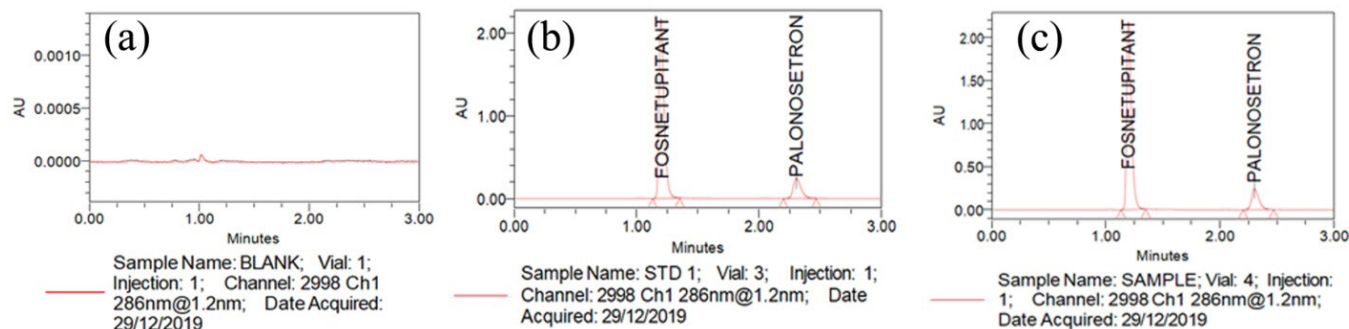 (a)
0.0010
0.0005
0.0000
AU
0.00
1.00
2.00
3.00
Minutes
Sample Name: BLANK; Vial: 1;
Injection: 1; Channel: 2998 Ch1
286nm@1.2nm; Date Acquired:
29/12/2019
(b)
2.00
1.00
0.00
AU
FOSNETUPITANT
PALONOSETRON
0.00
1.00
2.00
3.00
Minutes
Sample Name: STD 1; Vial: 3; Injection: 1;
Channel: 2998 Ch1 286nm@1.2nm; Date
Acquired: 29/12/2019
(c)
2.00
1.50
1.00
0.50
0.00
AU
FOSNETUPITANT
PALONOSETRON
0.00
1.00
2.00
3.00
Minutes
Sample Name: SAMPLE; Vial: 4; Injection:
1; Channel: 2998 Ch1 286nm@1.2nm;
Date Acquired: 29/12/2019